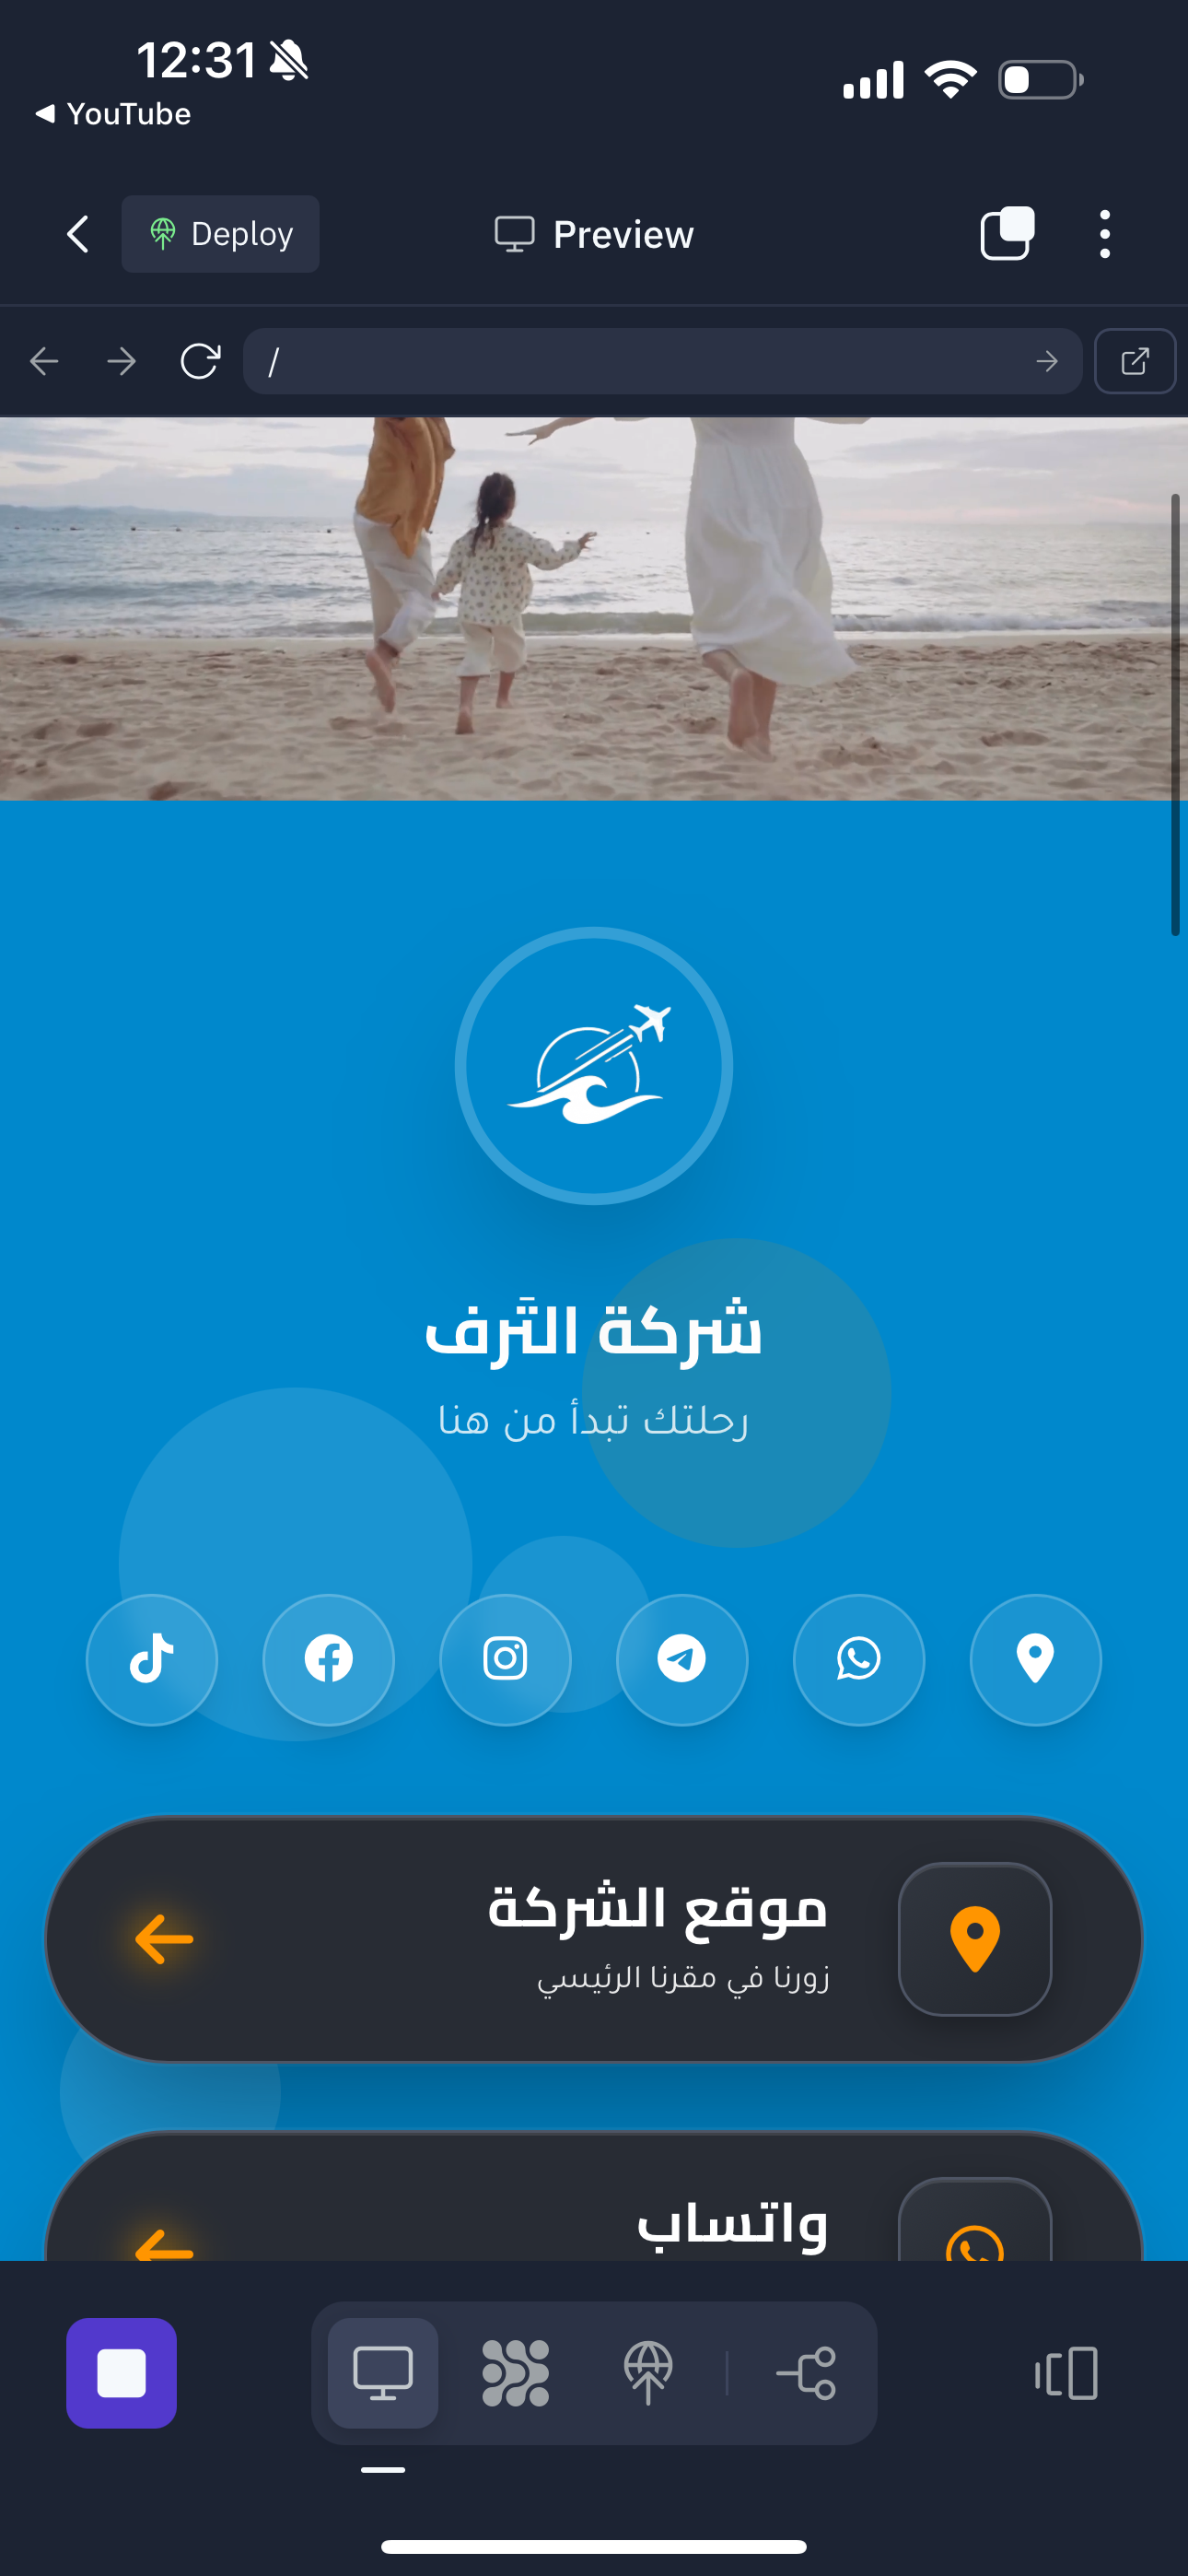 12:31
YouTube
Deploy
Preview
/
شركة التَرف
رحلتك تبدأ من هنا
موقع الشركة
زورنا في مقرنا الرئيسي
واتساب